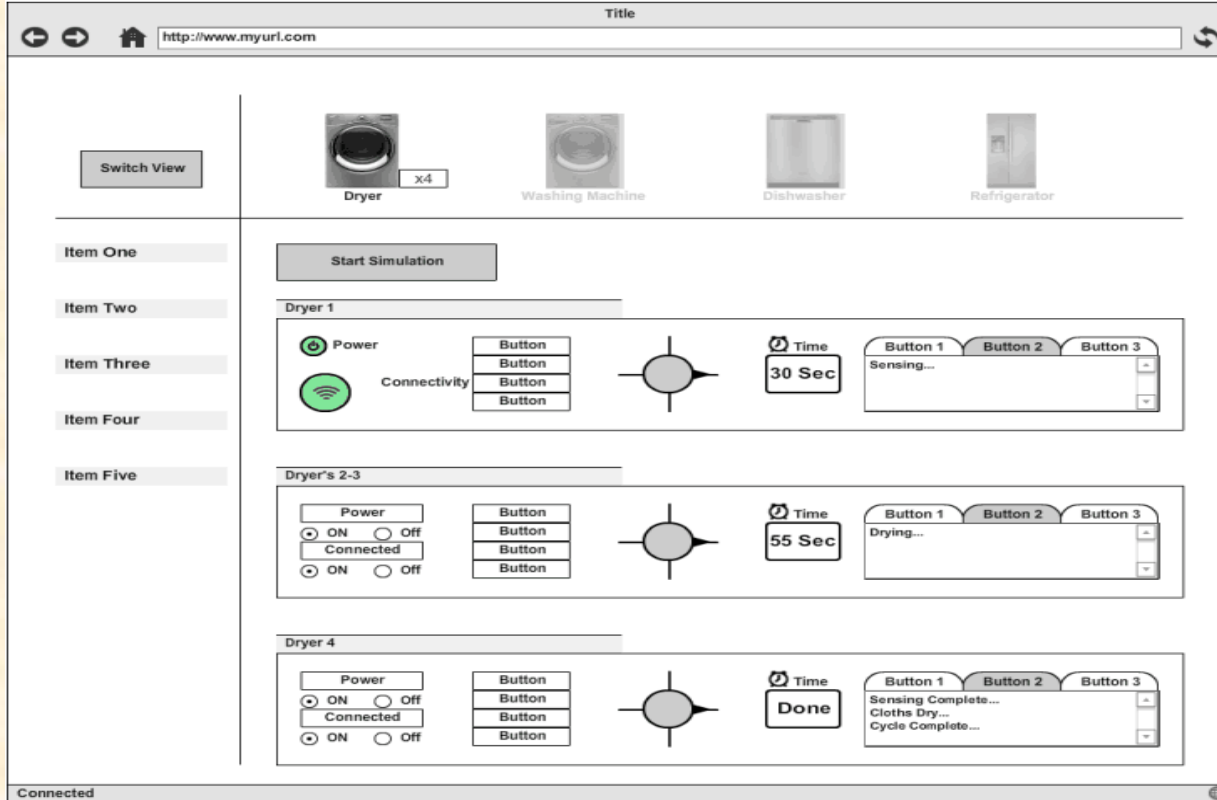 Title
http://www.myurl.com
Switch View
x4
Dryer
Washing Machine
Dishwasher
Refrigerator
Item One
Item Two
Item Three
Item Four
Item Five
Start Simulation
Dryer 1
Power
Connectivity
Button
Button
Button
Button
Time
30 Sec
Button 1 Button 2 Button 3
Sensing...
Dryer's 2-3
Power
ON Off
Connected
ON Off
Button
Button
Button
Button
Time
55 Sec
Button 1 Button 2 Button 3
Drying...
Dryer 4
Power
ON Off
Connected
ON Off
Button
Button
Button
Button
Time
Done
Button 1 Button 2 Button 3
Sensing Complete...
Cloths Dry...
Cycle Complete...
Connected